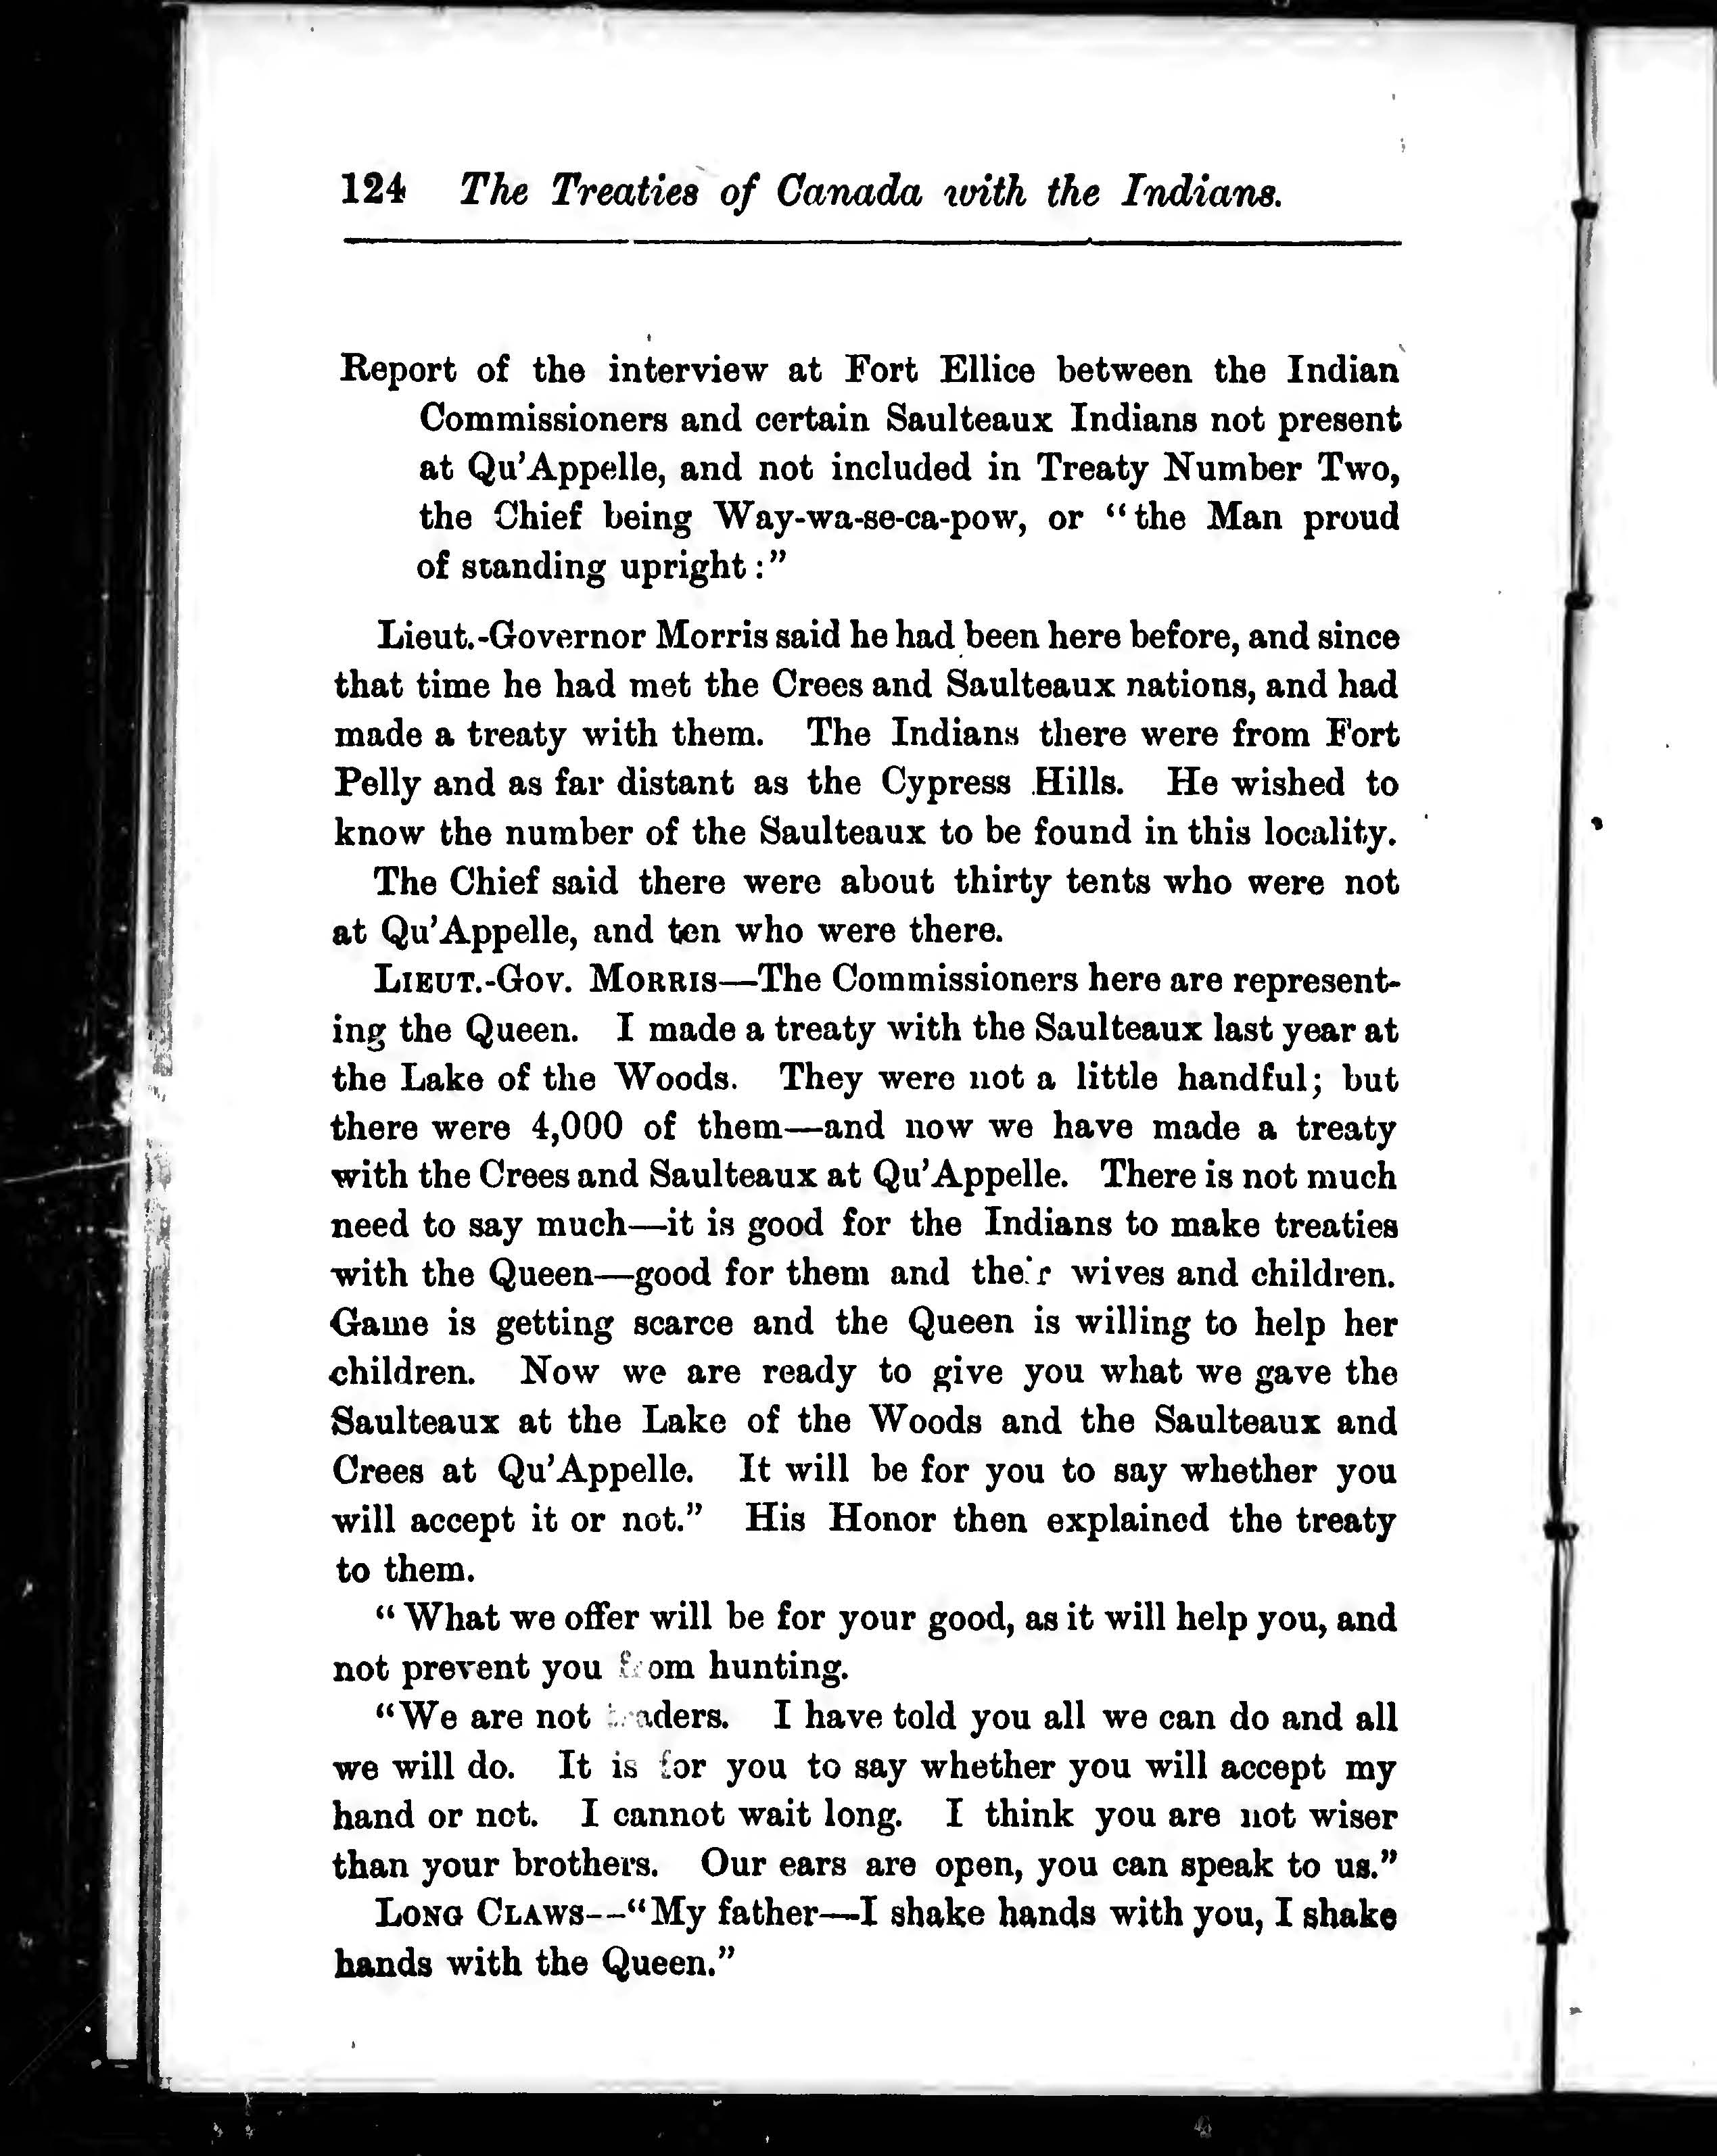 124 The Treaties of Canada with the Indians.
Report of the interview at Fort Ellice between the Indian
Commissioners and certain Saulteaux Indians not present
at Qu'Appelle, and not included in Treaty Number Two,
the Chief being Way-wa-se-ca-pow, or "the Man proud
of standing upright:"
Lieut.-Governor Morris said he had been here before, and since
that time he had met the Crees and Saulteaux nations, and had
made a treaty with them. The Indians there were from Fort
Pelly and as far distant as the Cypress Hills. He wished to
know the number of the Saulteaux to be found in this locality.
The Chief said there were about thirty tents who were not
at Qu'Appelle, and ten who were there.
LIEUT.-GOV. MORRIS—The Commissioners here are represent-
ing the Queen. I made a treaty with the Saulteaux last year at
the Lake of the Woods. They were not a little handful; but
there were 4,000 of them—and now we have made a treaty
with the Crees and Saulteaux at Qu'Appelle. There is not much
need to say much—it is good for the Indians to make treaties
with the Queen—good for them and their wives and children.
Game is getting scarce and the Queen is willing to help her
children. Now we are ready to give you what we gave the
Saulteaux at the Lake of the Woods and the Saulteaux and
Crees at Qu'Appelle. It will be for you to say whether you
will accept it or not." His Honor then explained the treaty
to them.
"What we offer will be for your good, as it will help you, and
not prevent you from hunting.
"We are not traders. I have told you all we can do and all
we will do. It is for you to say whether you will accept my
hand or not. I cannot wait long. I think you are not wiser
than your brothers. Our ears are open, you can speak to us."
LONG CLAWS--"My father—I shake hands with you, I shake
hands with the Queen."